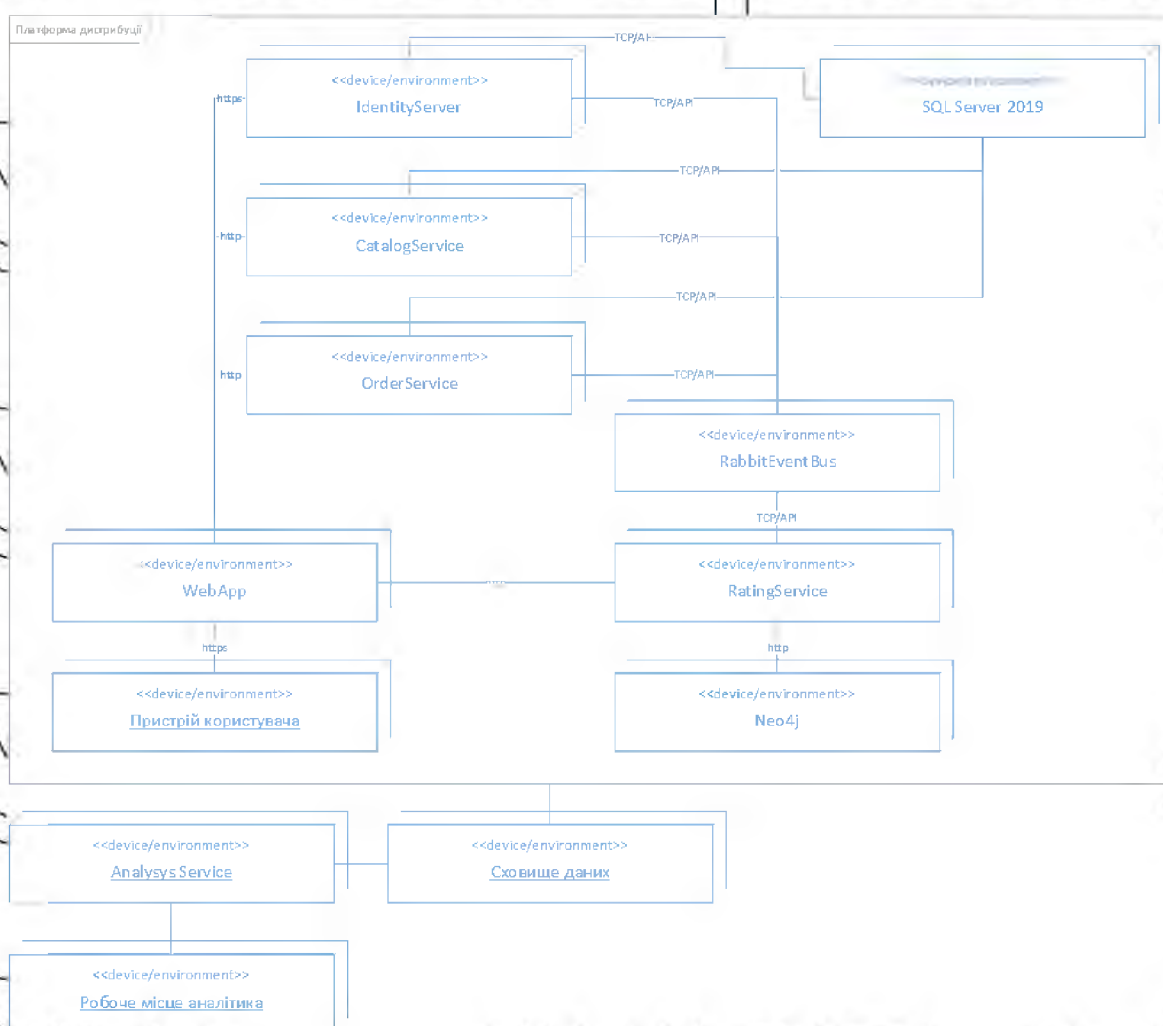 Платформа дистрибуції
TCP/API
<<device/environment>>
IdentityServer
SQL Server 2019
https
TCP/API
TCP/API
<<device/environment>>
CatalogService
http
TCP/API
TCP/API
<<device/environment>>
OrderService
http
TCP/API
<<device/environment>>
RabbitEventBus
TCP/API
<<device/environment>>
WebApp
<<device/environment>>
RatingService
https
http
<<device/environment>>
Пристрій користувача
<<device/environment>>
Neo4j
<<device/environment>>
Analysys Service
<<device/environment>>
Сховище даних
<<device/environment>>
Робоче місце аналітика